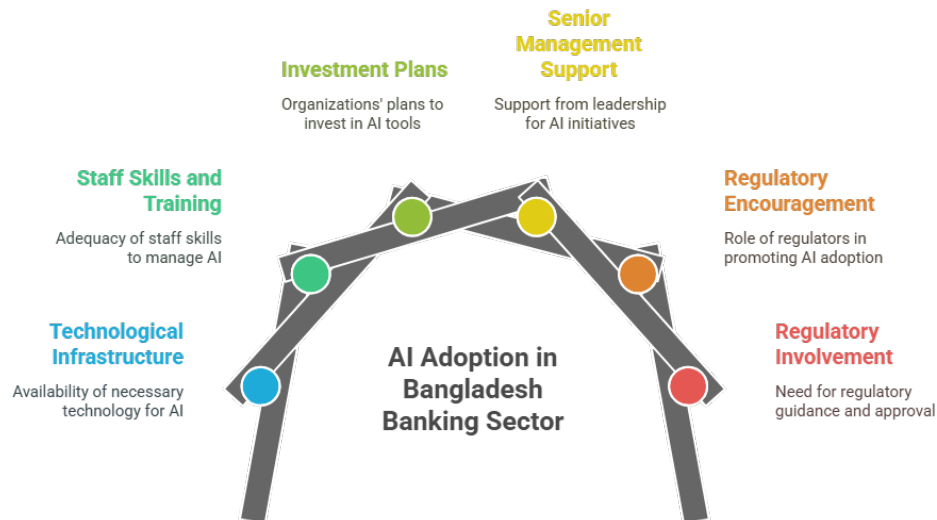 Senior
Management
Support
Support from leadership
for AI initiatives
Investment Plans
Organizations' plans to
invest in AI tools
Staff Skills and
Training
Adequacy of staff skills
to manage AI
Regulatory
Encouragement
Role of regulators in
promoting AI adoption
Technological
Infrastructure
Availability of necessary
technology for AI
AI Adoption in
Bangladesh
Banking Sector
Regulatory
Involvement
Need for regulatory
guidance and approval